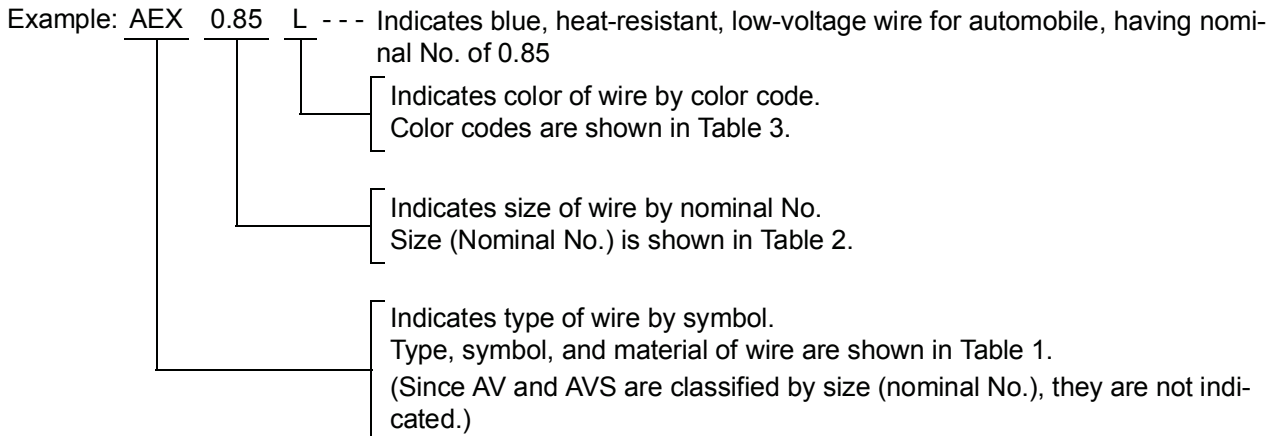 Example: AEX 0.85 L - - - Indicates blue, heat-resistant, low-voltage wire for automobile, having nomi-
nal No. of 0.85
Indicates color of wire by color code.
Color codes are shown in Table 3.
Indicates size of wire by nominal No.
Size (Nominal No.) is shown in Table 2.
Indicates type of wire by symbol.
Type, symbol, and material of wire are shown in Table 1.
(Since AV and AVS are classified by size (nominal No.), they are not indi-
cated.)